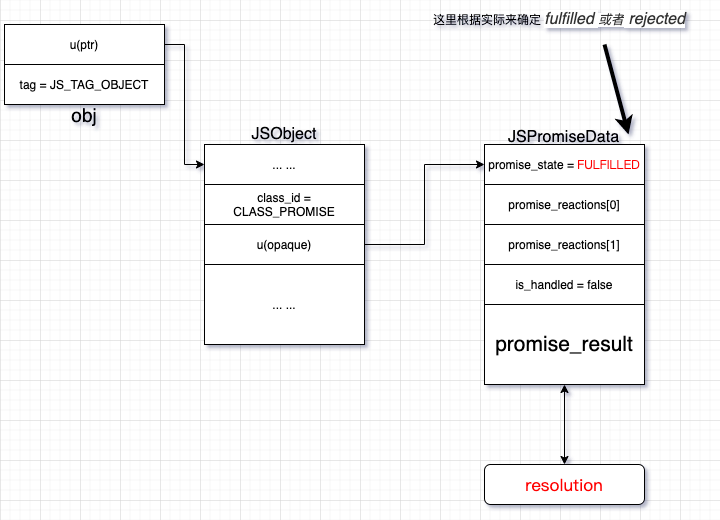 这里根据实际来确定 fulfilled 或者 rejected
u(ptr)
tag = JS_TAG_OBJECT
obj
JSObject
... ...
class_id =
CLASS_PROMISE
u(opaque)
... ...
JSPromiseData
promise_state = FULFILLED
promise_reactions[0]
promise_reactions[1]
is_handled = false
promise_result
resolution